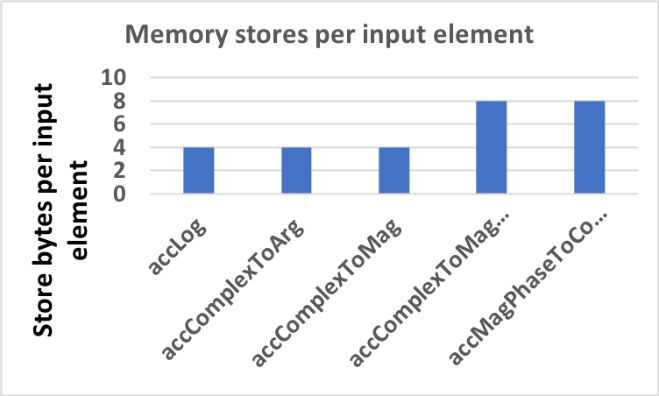 Memory stores per input element
Store bytes per input
element
10
8
6
4
2
0
accLog
accComplexToArg
accComplexToMag
accComplexToMag...
accMagPhaseToCo...